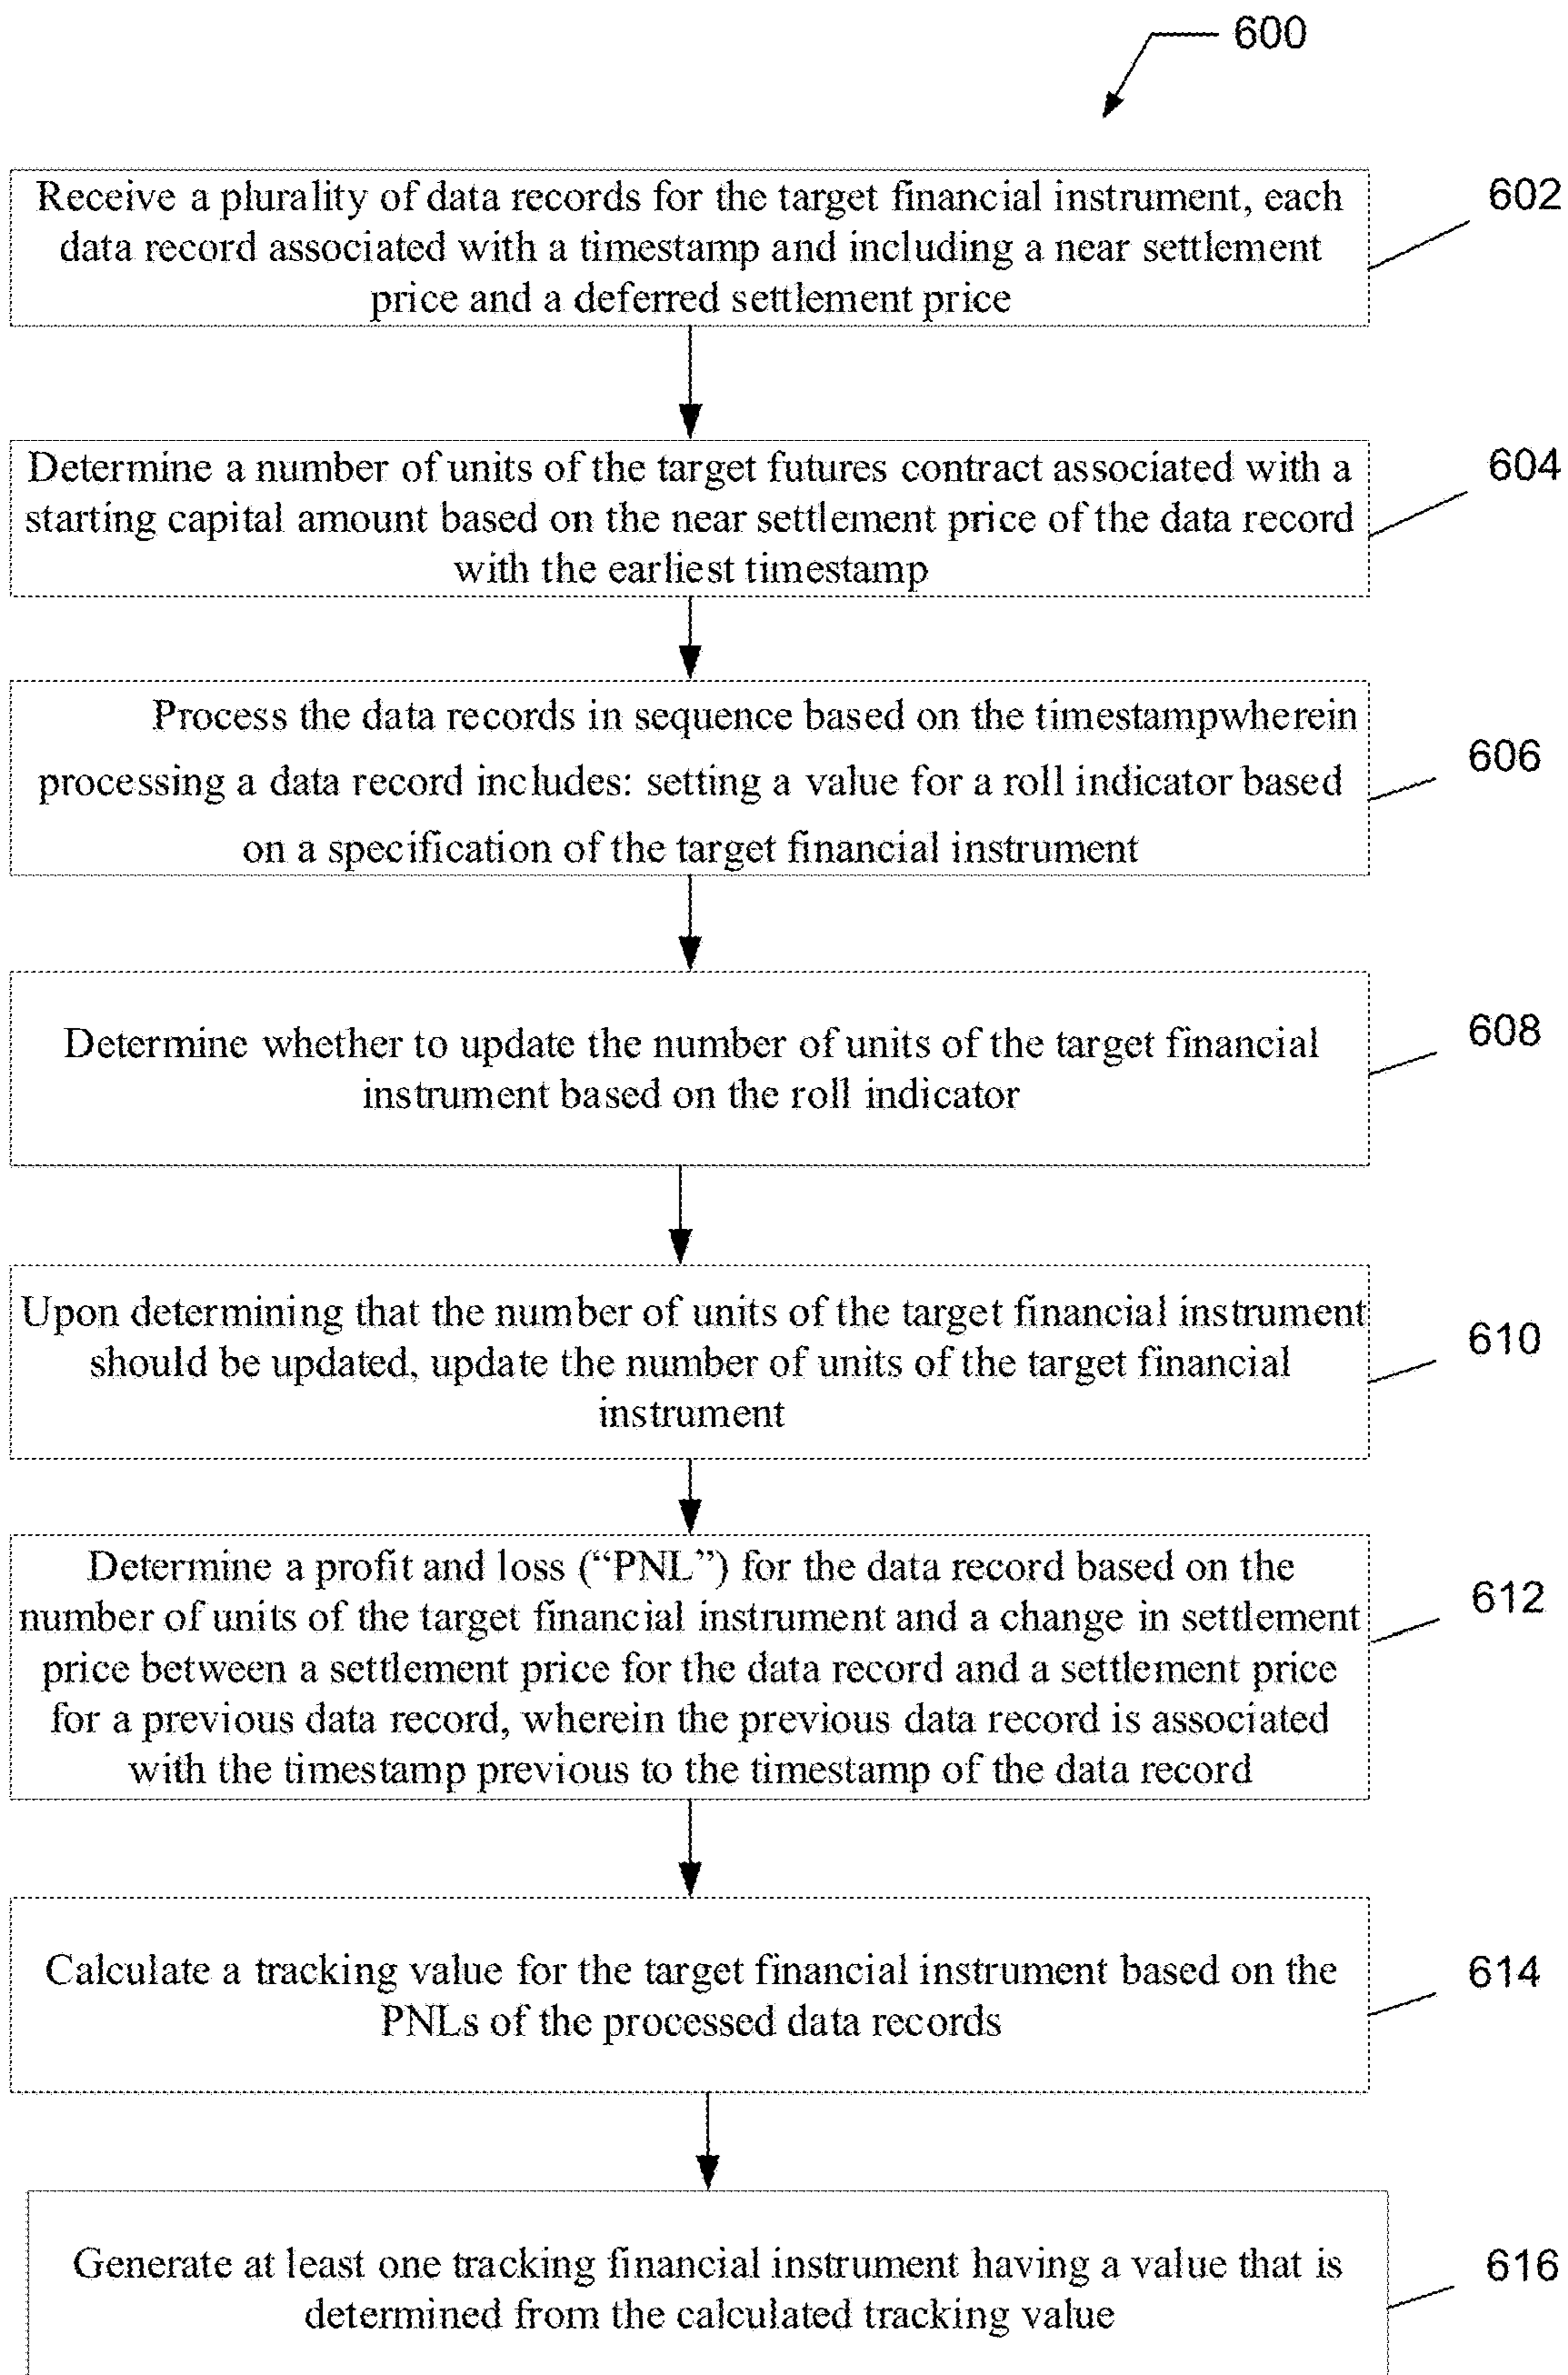 600
Receive a plurality of data records for the target financial instrument, each
data record associated with a timestamp and including a near settlement
price and a deferred settlement price
602
Determine a number of units of the target futures contract associated with a
starting capital amount based on the near settlement price of the data record
with the earliest timestamp
604
Process the data records in sequence based on the timestampwherein
processing a data record includes: setting a value for a roll indicator based
on a specification of the target financial instrument
606
Determine whether to update the number of units of the target financial
instrument based on the roll indicator
608
Upon determining that the number of units of the target financial instrument
should be updated, update the number of units of the target financial
instrument
610
Determine a profit and loss (“PNL”) for the data record based on the
number of units of the target financial instrument and a change in settlement
price between a settlement price for the data record and a settlement price
for a previous data record, wherein the previous data record is associated
with the timestamp previous to the timestamp of the data record
612
Calculate a tracking value for the target financial instrument based on the
PNLs of the processed data records
614
Generate at least one tracking financial instrument having a value that is
determined from the calculated tracking value
616